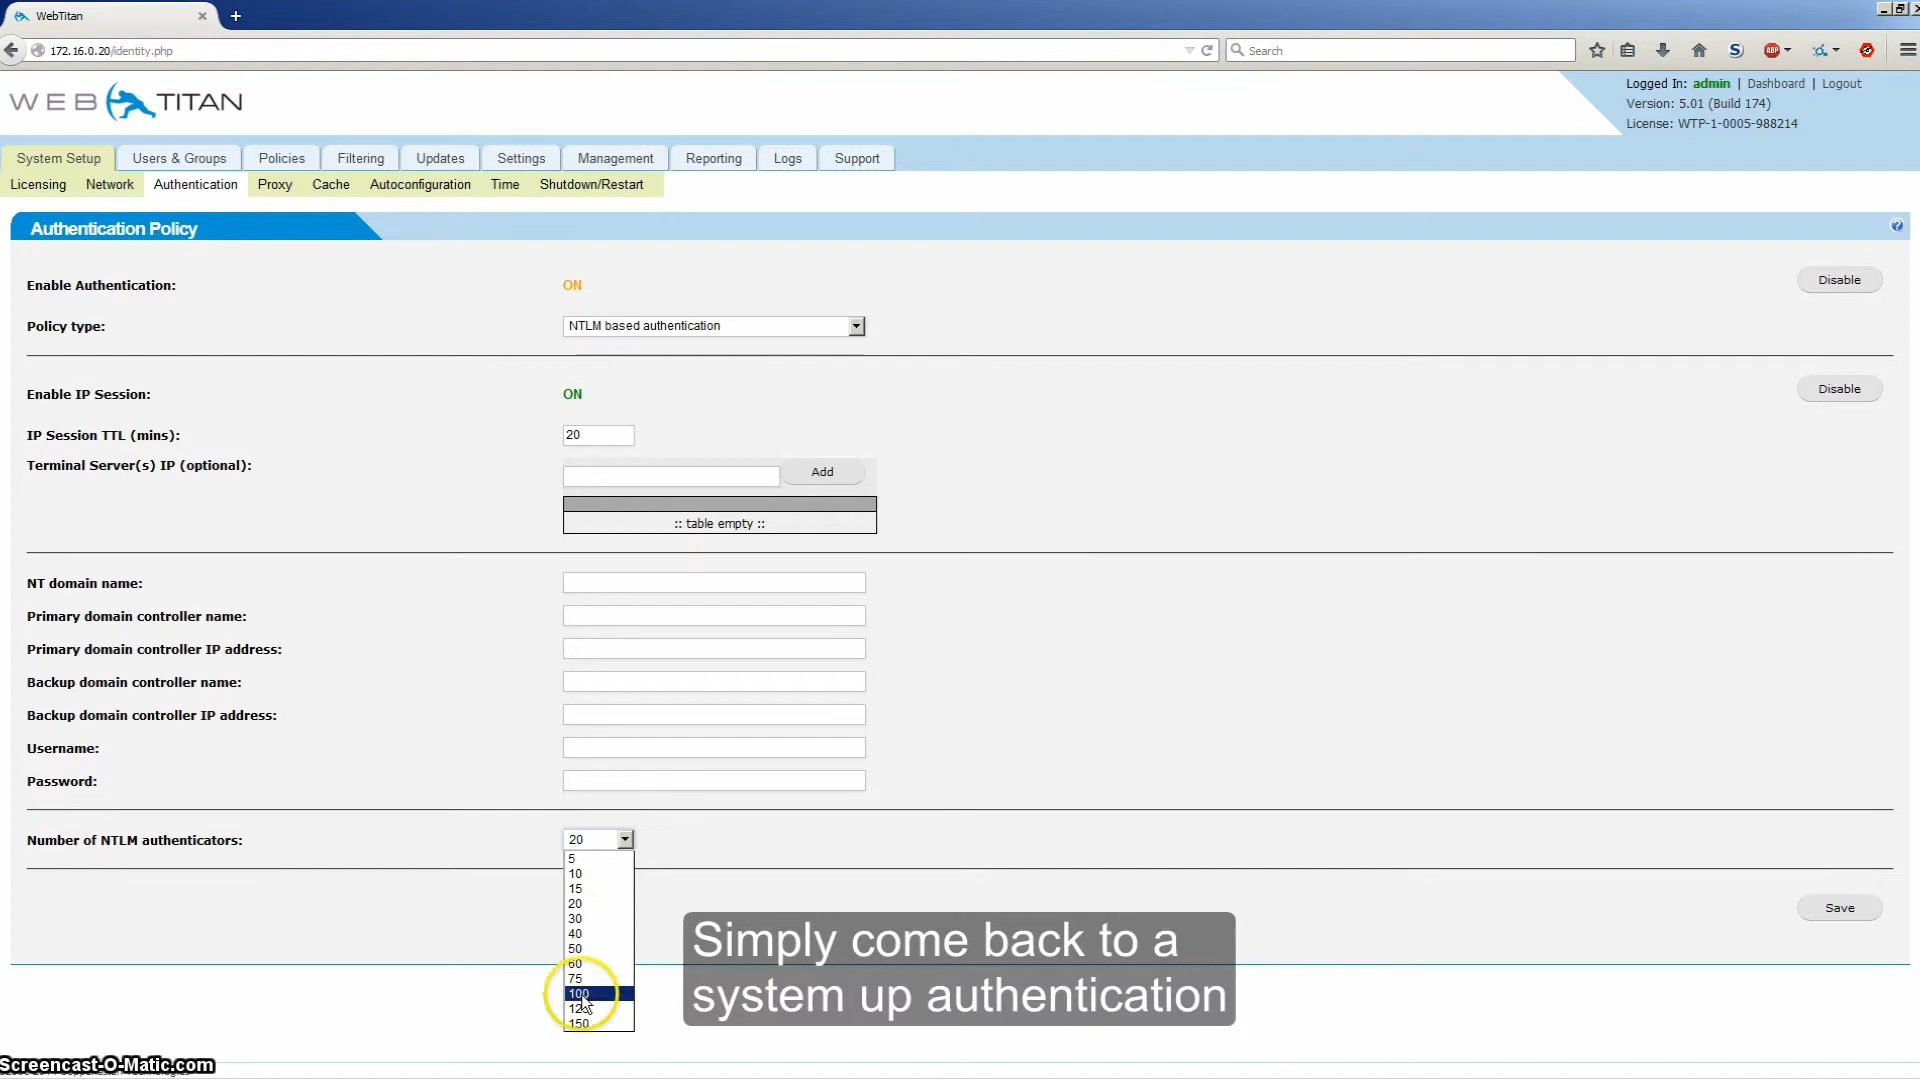 WebTitan
172.16.0.20/identity.php
Search
WEB TITAN
Logged In: admin | Dashboard | Logout
Version: 5.01 (Build 174)
License: WTP-1-0005-988214
System Setup Users & Groups Policies Filtering Updates Settings Management Reporting Logs Support
Licensing Network Authentication Proxy Cache Autoconfiguration Time Shutdown/Restart
Authentication Policy
Enable Authentication: ON Disable
Policy type: NTLM based authentication
Enable IP Session: ON Disable
IP Session TTL (mins): 20
Terminal Server(s) IP (optional): Add
:: table empty ::
NT domain name:
Primary domain controller name:
Primary domain controller IP address:
Backup domain controller name:
Backup domain controller IP address:
Username:
Password:
Number of NTLM authenticators: 20
5
10
15
20
30
40
50
60
75
100
150
Save
Simply come back to a
system up authentication
Screencast-O-Matic.com